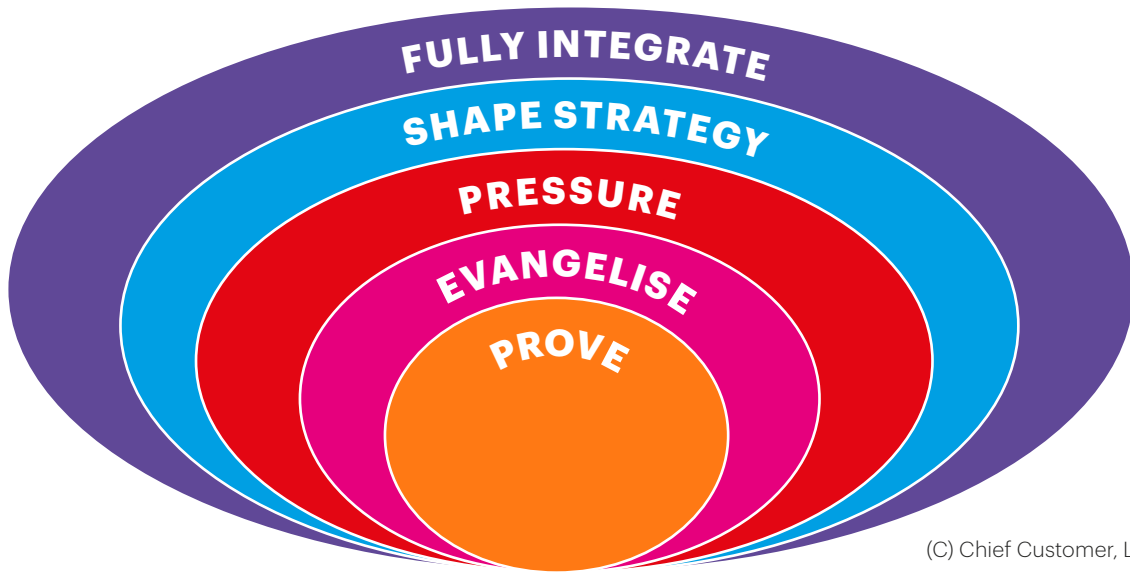 FULLY INTEGRATE
SHAPE STRATEGY
PRESSURE
EVANGELISE
PROVE
(C) Chief Customer, L